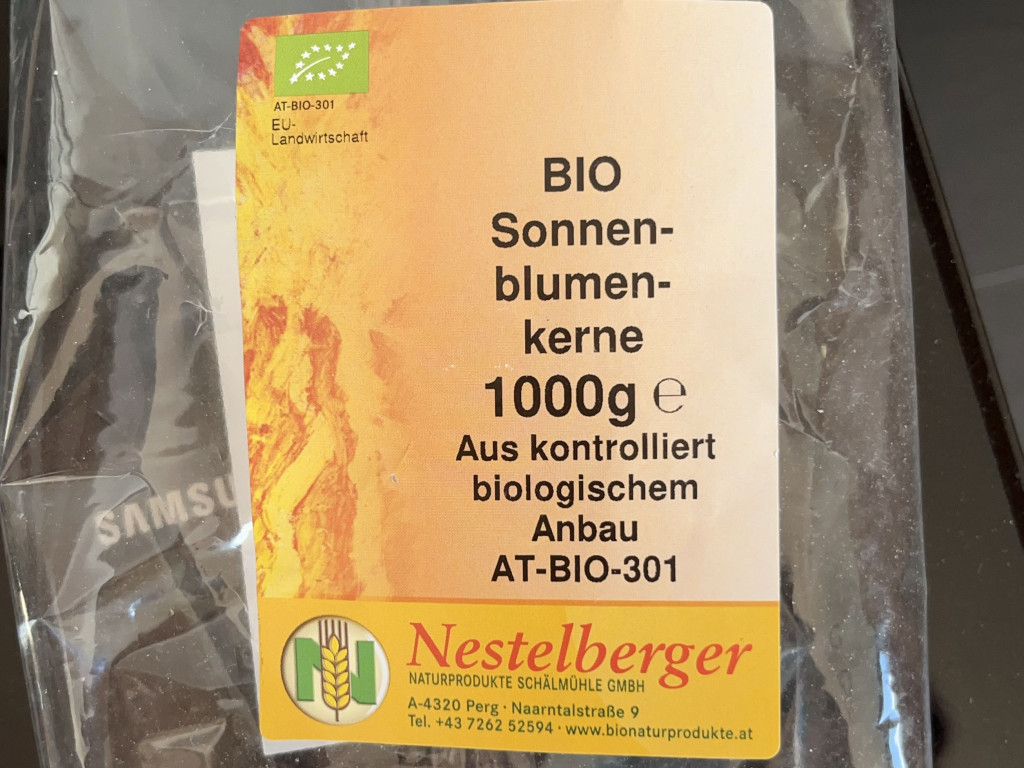 AT-BIO-301
EU-
Landwirtschaft
BIO
Sonnen-
blumen-
kerne
1000g ℮
Aus kontrolliert
biologischem
Anbau
AT-BIO-301
SAMSU
N
Nestelberger
NATURPRODUKTE SCHÄLMÜHLE GMBH
A-4320 Perg · Naarntalstraße 9
Tel. +43 7262 52594 · www.bionaturprodukte.at